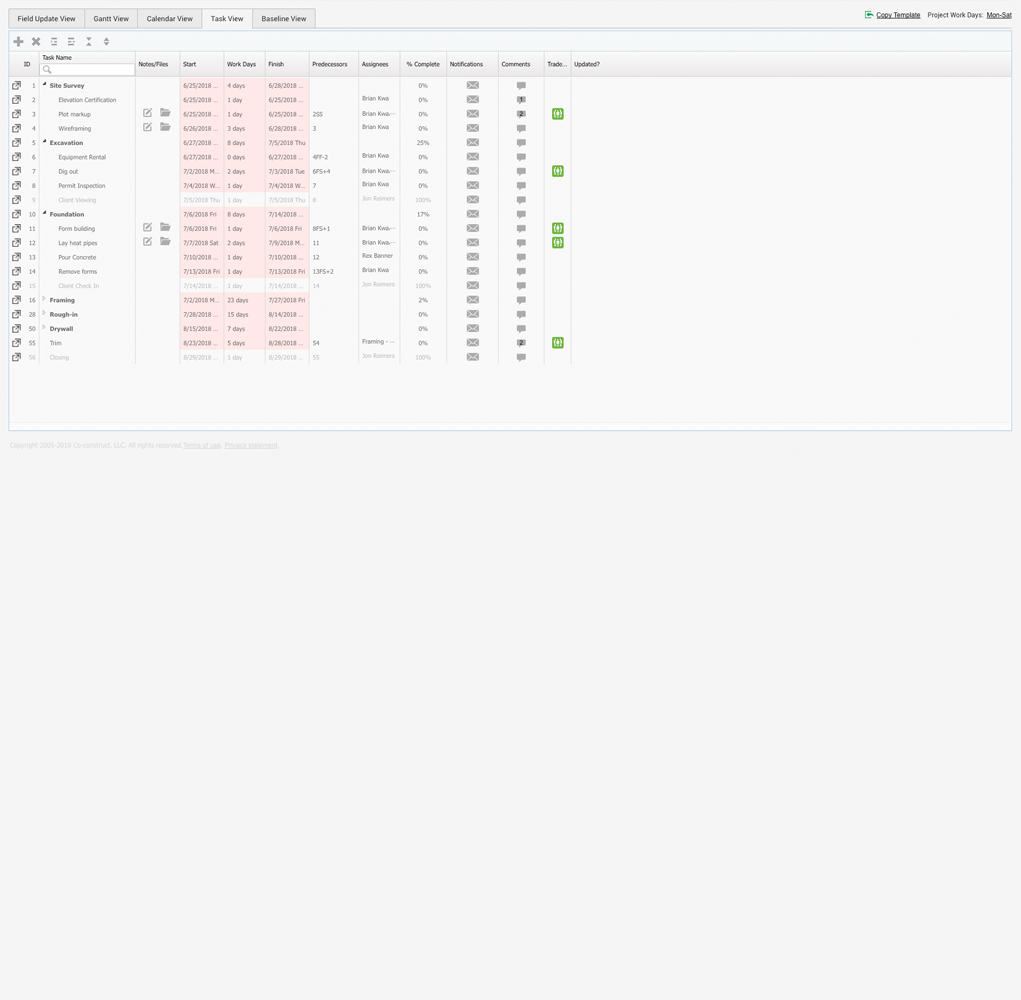 Field Update View Gantt View Calendar View Task View Baseline View Copy Template Project Work Days: Mon-Sat
ID Task Name Notes/Files Start Work Days Finish Predecessors Assignees % Complete Notifications Comments Trade... Updated?
1 Site Survey 6/25/2018 ... 4 days 6/28/2018 ... 0%
2 Elevation Certification 6/25/2018 ... 1 day 6/25/2018 ... Brian Kwa 0% 1
3 Plot markup 6/25/2018 ... 1 day 6/25/2018 ... 2SS Brian Kwa··· 0% 2
4 Wireframing 6/26/2018 ... 3 days 6/28/2018 ... 3 Brian Kwa 0%
5 Excavation 6/27/2018 ... 8 days 7/5/2018 Thu 25%
6 Equipment Rental 6/27/2018 ... 0 days 6/27/2018 ... 4FF-2 Brian Kwa 0%
7 Dig out 7/2/2018 M... 2 days 7/3/2018 Tue 6FS+4 Brian Kwa··· 0%
8 Permit Inspection 7/4/2018 W... 1 day 7/4/2018 W... 7 Brian Kwa 0%
9 Client Viewing 7/5/2018 Thu 1 day 7/5/2018 Thu 8 Jon Reimers 100%
10 Foundation 7/6/2018 Fri 8 days 7/14/2018 ... 17%
11 Form building 7/6/2018 Fri 1 day 7/6/2018 Fri 8FS+1 Brian Kwa··· 0%
12 Lay heat pipes 7/7/2018 Sat 2 days 7/9/2018 M... 11 Brian Kwa··· 0%
13 Pour Concrete 7/10/2018 ... 1 day 7/10/2018 ... 12 Rex Banner 0%
14 Remove forms 7/13/2018 Fri 1 day 7/13/2018 Fri 13FS+2 Brian Kwa 0%
15 Client Check In 7/14/2018 ... 1 day 7/14/2018 ... 14 Jon Reimers 100%
16 Framing 7/2/2018 M... 23 days 7/27/2018 Fri 2%
28 Rough-in 7/28/2018 ... 15 days 8/14/2018 ... 0%
50 Drywall 8/15/2018 ... 7 days 8/22/2018 ... 0%
55 Trim 8/23/2018 ... 5 days 8/28/2018 ... 54 Framing - ... 0% 2
56 Closing 8/29/2018 ... 1 day 8/29/2018 ... 55 Jon Reimers 100%
Copyright 2005-2019 Co-construct, LLC. All rights reserved. Terms of use. Privacy statement.